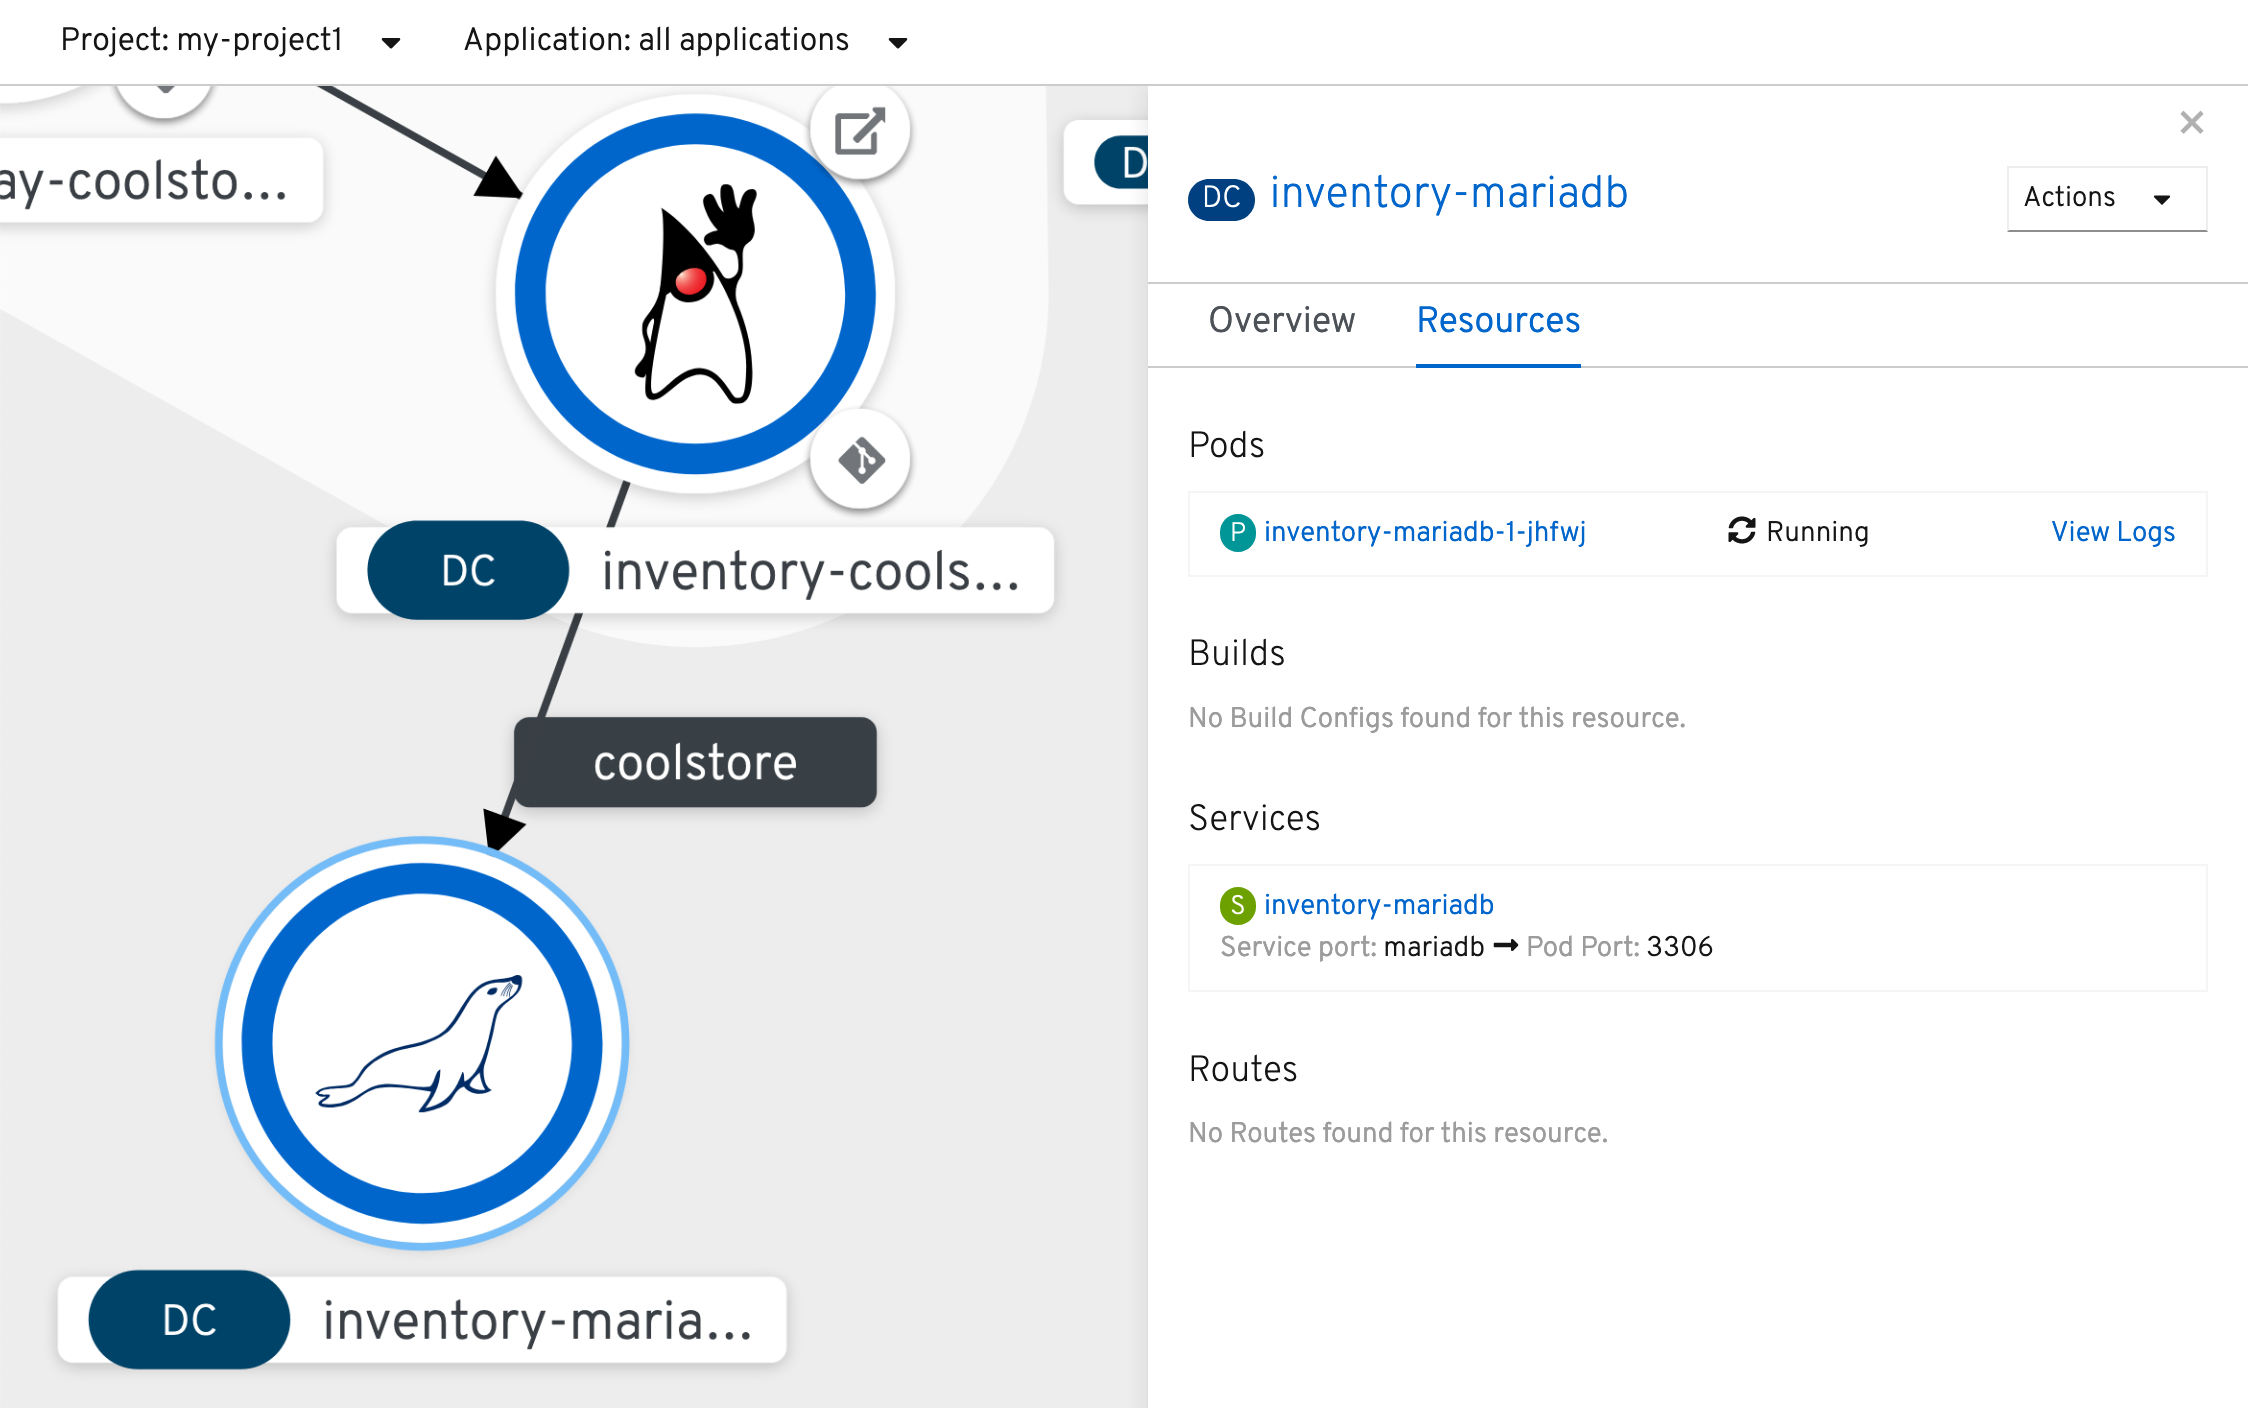 Project: my-project1
Application: all applications
ay-coolsto...
D
DC inventory-cools...
coolstore
DC inventory-maria...
DC inventory-mariadb
Actions
Overview Resources
Pods
P inventory-mariadb-1-jhfwj Running View Logs
Builds
No Build Configs found for this resource.
Services
S inventory-mariadb
Service port: mariadb → Pod Port: 3306
Routes
No Routes found for this resource.